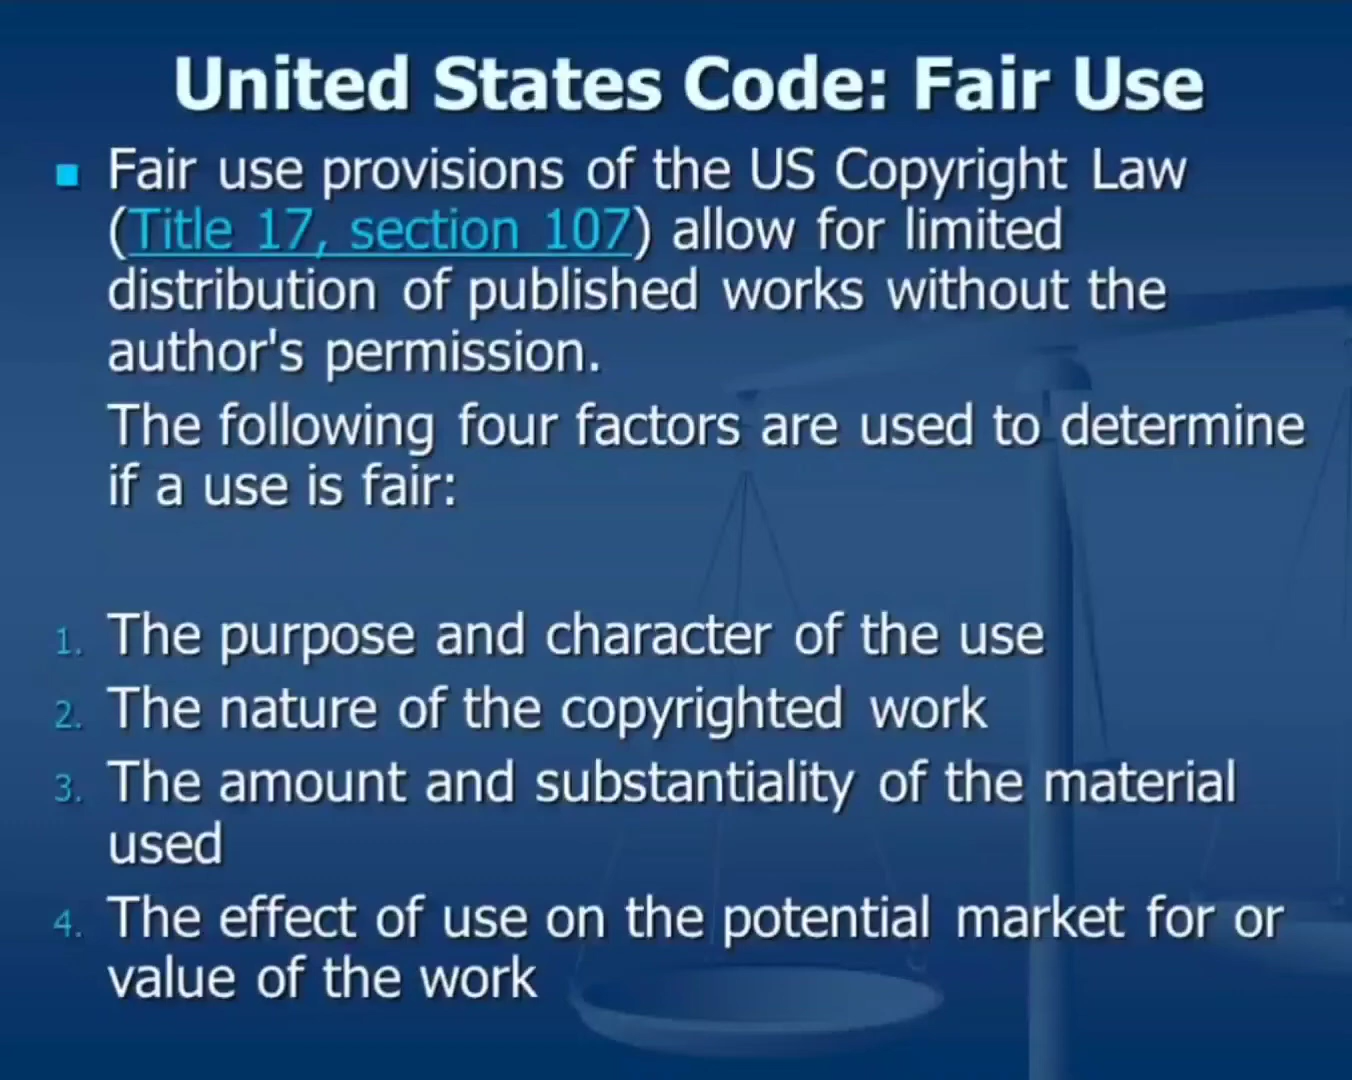 United States Code: Fair Use
Fair use provisions of the US Copyright Law
(Title 17, section 107) allow for limited
distribution of published works without the
author's permission.
The following four factors are used to determine
if a use is fair:
1. The purpose and character of the use
2. The nature of the copyrighted work
3. The amount and substantiality of the material
used
4. The effect of use on the potential market for or
value of the work